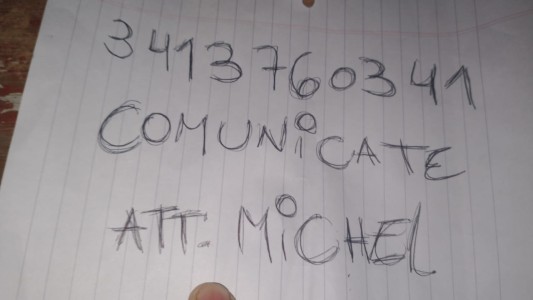 3413760341
COMUNiCATE
ATT: MiCHEL